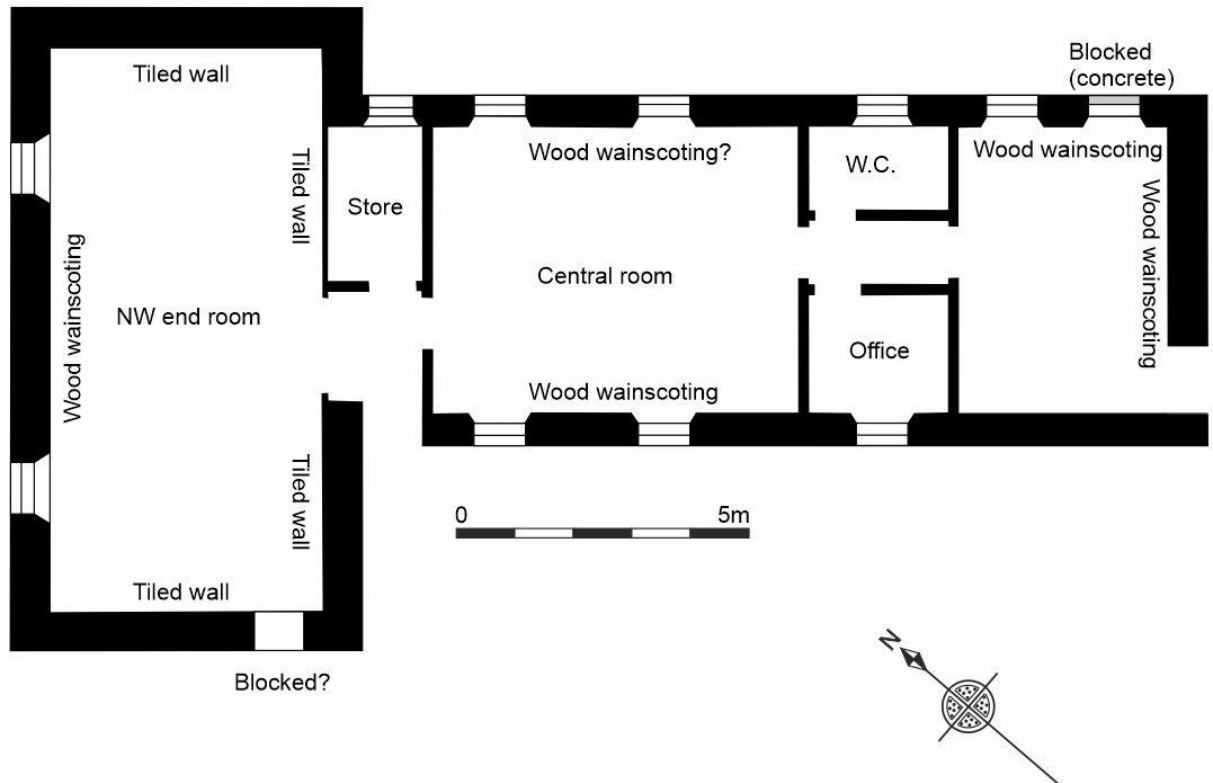 Blocked
(concrete)
Tiled wall
Wood wainscoting?
Wood wainscoting
W.C.
Tiled wall
Store
Wood wainscoting
Central room
Wood wainscoting
NW end room
Office
Wood wainscoting
Tiled wall
0 5m
Tiled wall
Blocked?
N